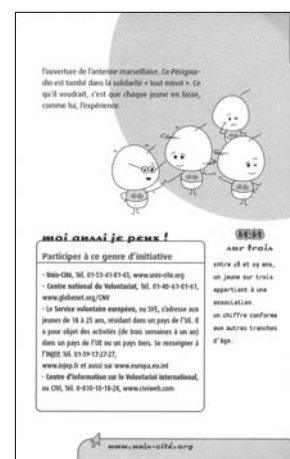 l'ouverture de l'antenne marseillaise. Ce Périgour-
din est tombé dans la solidarité « tout minot ». Ce
qu'il voudrait, c'est que chaque jeune en fasse,
comme lui, l'expérience.
moi aussi je peux !
Participer à ce genre d'initiative
- Unis-Cité, Tél. 01-53-41-81-43, www.unis-cite.org
- Centre national du Volontariat, Tél. 01-40-61-01-61,
www.globenet.org/CNV
- Le Service volontaire européen, ou SVE, s'adresse aux
jeunes de 18 à 25 ans, résidant dans un pays de l'UE. Il
a pour objet des activités (de trois semaines à un an)
dans un pays de l'UE ou un pays tiers. Se renseigner à
l'INJEP, Tél. 01-39-17-27-27,
www.injep.fr et aussi sur www.europa.eu.int
- Centre d'information sur le Volontariat international,
ou CIVI, Tél. 0-810-10-18-28, www.civiweb.com
sur trois
entre 18 et 29 ans,
un jeune sur trois
appartient à une
association.
un chiffre conforme
aux autres tranches
d'âge.
www.unis-cité.org